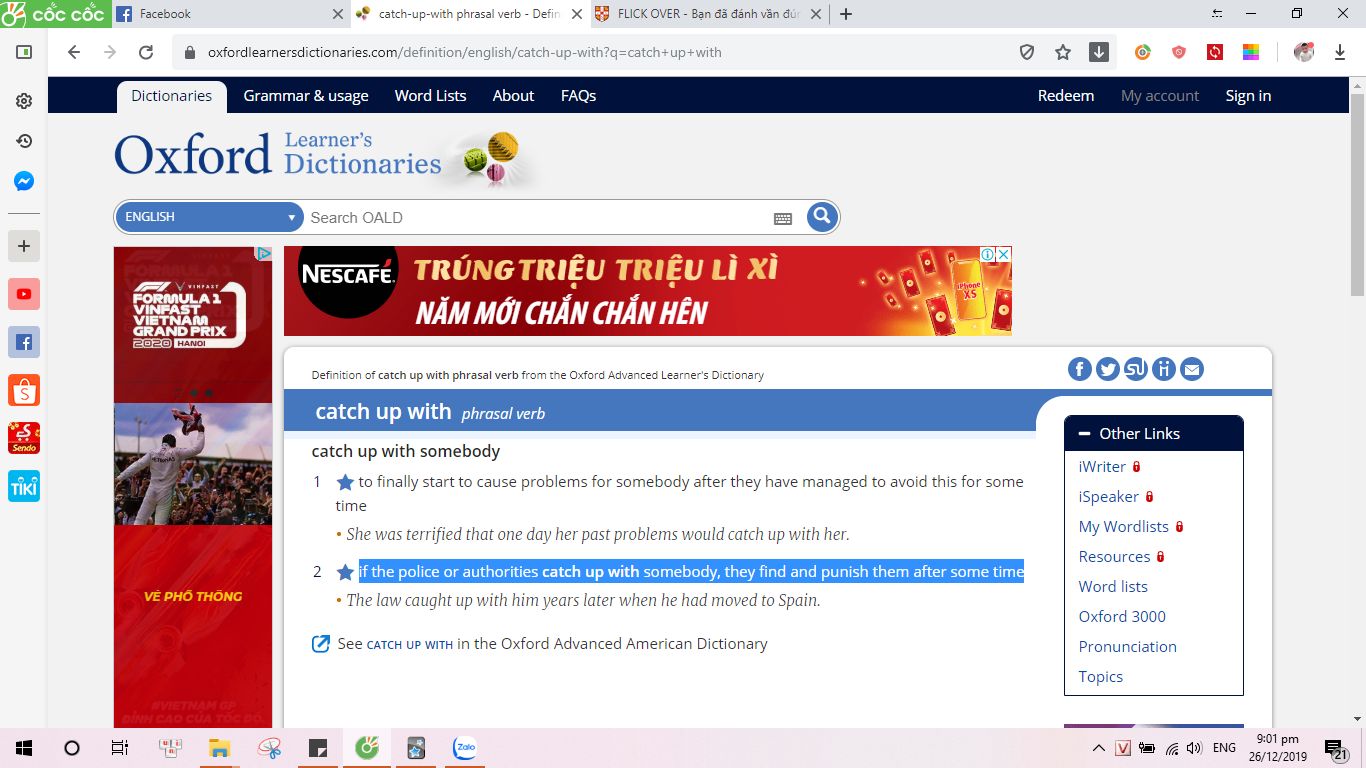 cốc cốc
Facebook
catch-up-with phrasal verb - Defin
FLICK OVER - Bạn đã đánh vần đún
oxfordlearnersdictionaries.com/definition/english/catch-up-with?q=catch+up+with
Dictionaries
Grammar & usage
Word Lists
About
FAQs
Redeem
My account
Sign in
Oxford Learner's Dictionaries
ENGLISH
Search OALD
FORMULA 1
VINFAST
VIETNAM
GRAND PRIX
2020 HANOI
NESCAFÉ.
TRÚNG TRIỆU TRIỆU LÌ XÌ
NĂM MỚI CHẮN CHẮN HÊN
iPhone XS
Definition of catch up with phrasal verb from the Oxford Advanced Learner's Dictionary
catch up with phrasal verb
catch up with somebody
1 to finally start to cause problems for somebody after they have managed to avoid this for some
time
• She was terrified that one day her past problems would catch up with her.
2 if the police or authorities catch up with somebody, they find and punish them after some time
• The law caught up with him years later when he had moved to Spain.
See CATCH UP WITH in the Oxford Advanced American Dictionary
Other Links
iWriter
iSpeaker
My Wordlists
Resources
Word lists
Oxford 3000
Pronunciation
Topics
Sendo
TIKI
PETRONAS
VÉ PHỔ THÔNG
#VIETNAM GP
ĐỈNH CAO CỦA TỐC ĐỘ
Zalo
V
ENG
9:01 pm
26/12/2019
21